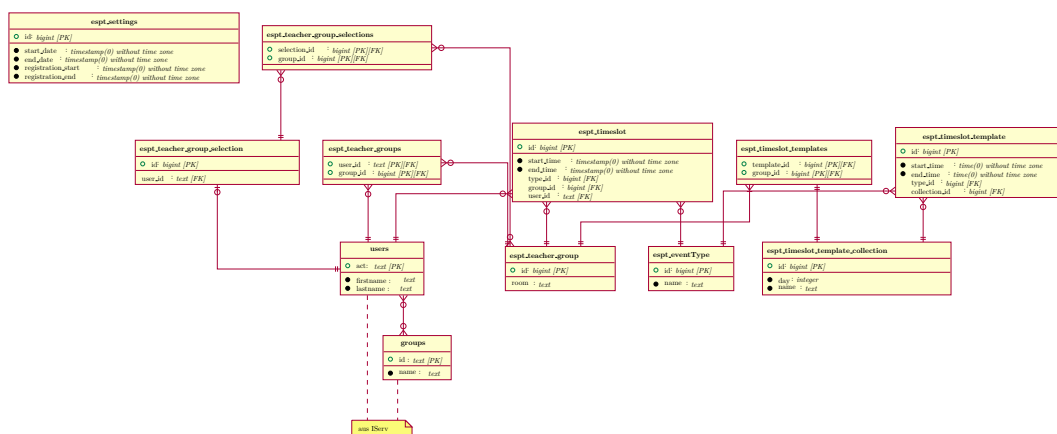 espt_settings
id: bigint [PK]
start_date : timestamp(0) without time zone
end_date : timestamp(0) without time zone
registration_start : timestamp(0) without time zone
registration_end : timestamp(0) without time zone
espt_teacher_group_selections
selection_id : bigint [PK][FK]
group_id : bigint [PK][FK]
espt_teacher_group_selection
id: bigint [PK]
user_id : text [FK]
espt_teacher_groups
user_id : text [PK][FK]
group_id : bigint [PK][FK]
espt_timeslot
id: bigint [PK]
start_time : timestamp(0) without time zone
end_time : timestamp(0) without time zone
type_id : bigint [FK]
group_id : bigint [FK]
user_id : text [FK]
espt_timeslot_templates
template_id : bigint [PK][FK]
group_id : bigint [PK][FK]
espt_timeslot_template
id: bigint [PK]
start_time : time(0) without time zone
end_time : time(0) without time zone
type_id : bigint [FK]
collection_id : bigint [FK]
users
act: text [PK]
firstname : text
lastname : text
espt_teacher_group
id: bigint [PK]
room : text
espt_eventType
id: bigint [PK]
name : text
espt_timeslot_template_collection
id: bigint [PK]
day : integer
name : text
groups
id : text [PK]
name : text
aus IServ